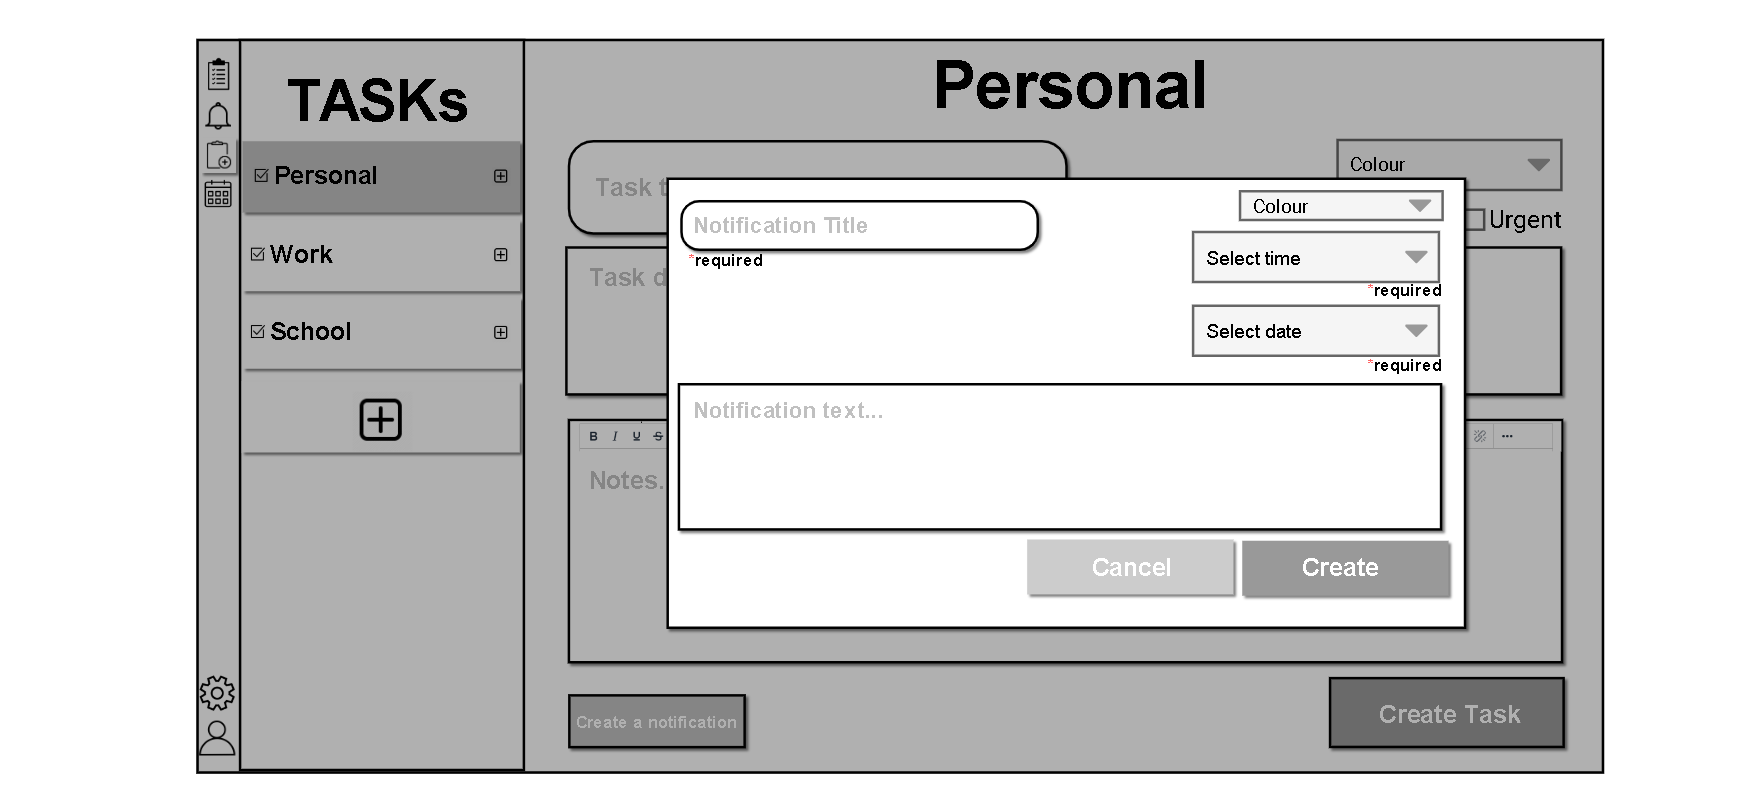 TASKs
Personal
Work
School
Personal
Task t
Colour
Urgent
Task d
B I U S
Notes.
Notification Title
*required
Colour
Select time
*required
Select date
*required
Notification text...
Cancel
Create
Create a notification
Create Task